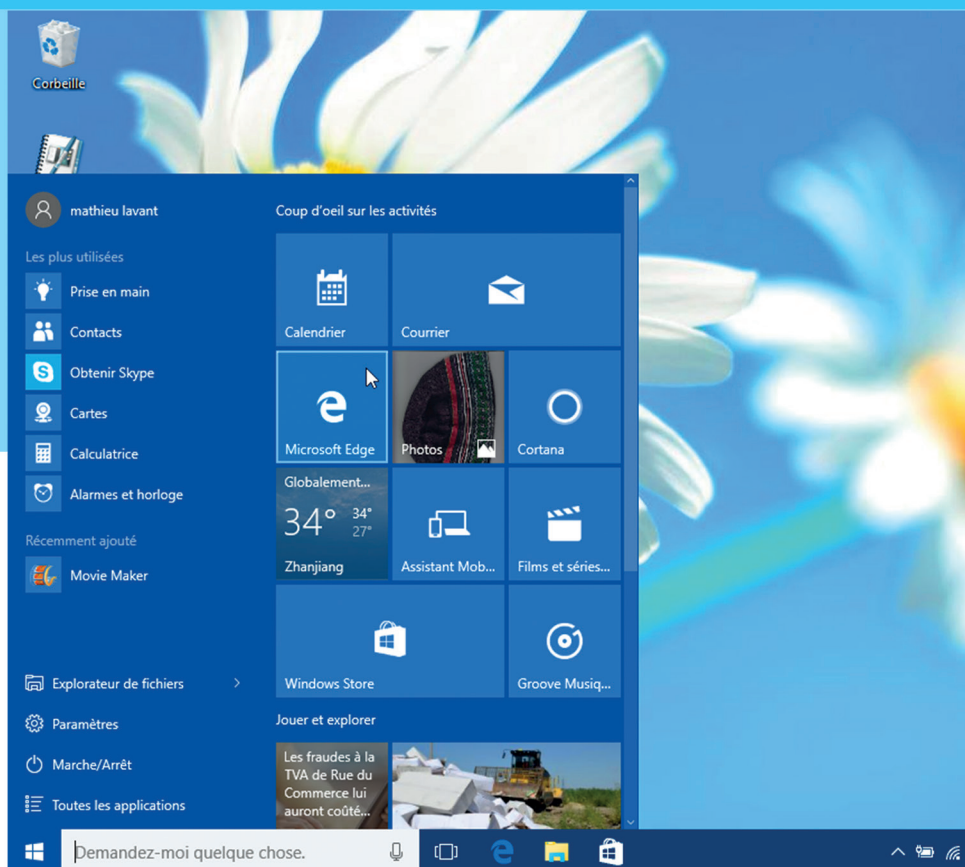 Corbeille
mathieu lavant
Les plus utilisées
Prise en main
Contacts
Obtenir Skype
Cartes
Calculatrice
Alarmes et horloge
Récemment ajouté
Movie Maker
Explorateur de fichiers
Paramètres
Marche/Arrêt
Toutes les applications
Coup d'oeil sur les activités
Calendrier
Courrier
Microsoft Edge
Photos
Cortana
Globalement...
34° 34°
27°
Zhanjiang
Assistant Mob...
Films et séries...
Windows Store
Groove Musiq...
Jouer et explorer
Les fraudes à la
TVA de Rue du
Commerce lui
auront coûté...
Demandez-moi quelque chose.